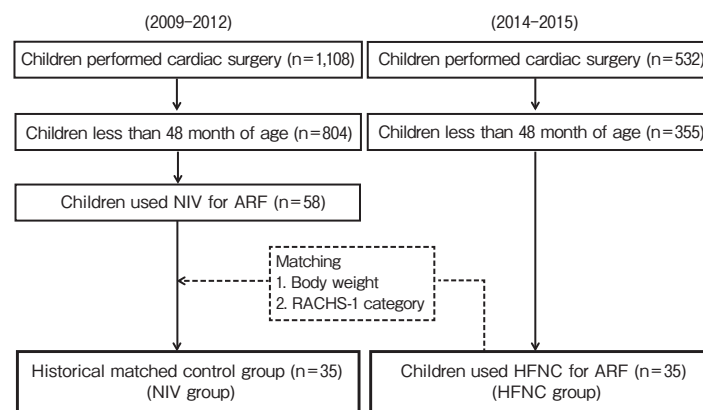 (2009-2012)
(2014-2015)
Children performed cardiac surgery (n=1,108)
Children performed cardiac surgery (n=532)
Children less than 48 month of age (n=804)
Children less than 48 month of age (n=355)
Children used NIV for ARF (n=58)
Matching
1. Body weight
2. RACHS-1 category
Historical matched control group (n=35)
(NIV group)
Children used HFNC for ARF (n=35)
(HFNC group)